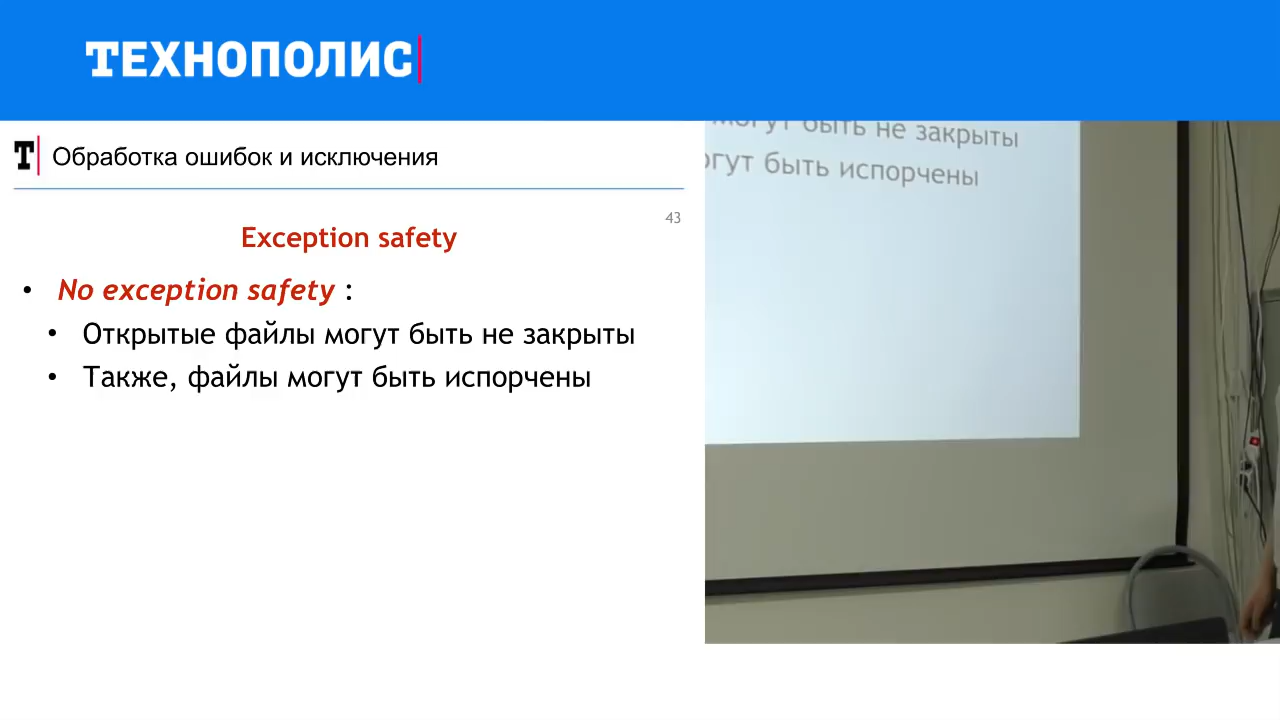 ТЕХНОПОЛИС
Т
Обработка ошибок и исключения
43
Exception safety
• No exception safety :
• Открытые файлы могут быть не закрыты
• Также, файлы могут быть испорчены
могут быть не закрыты
быть испорчены